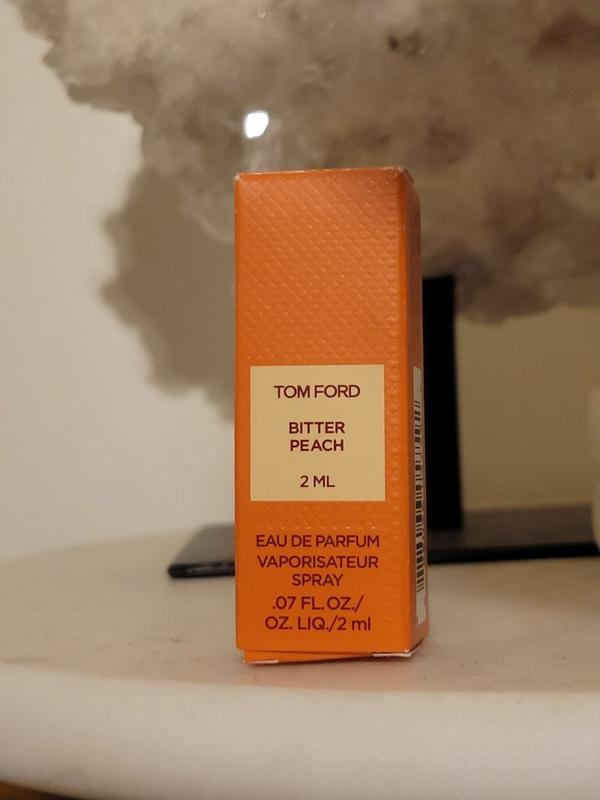 TOM FORD
BITTER
PEACH
2 ML
EAU DE PARFUM
VAPORISATEUR
SPRAY
.07 FL. OZ./
OZ. LIQ./2 ml